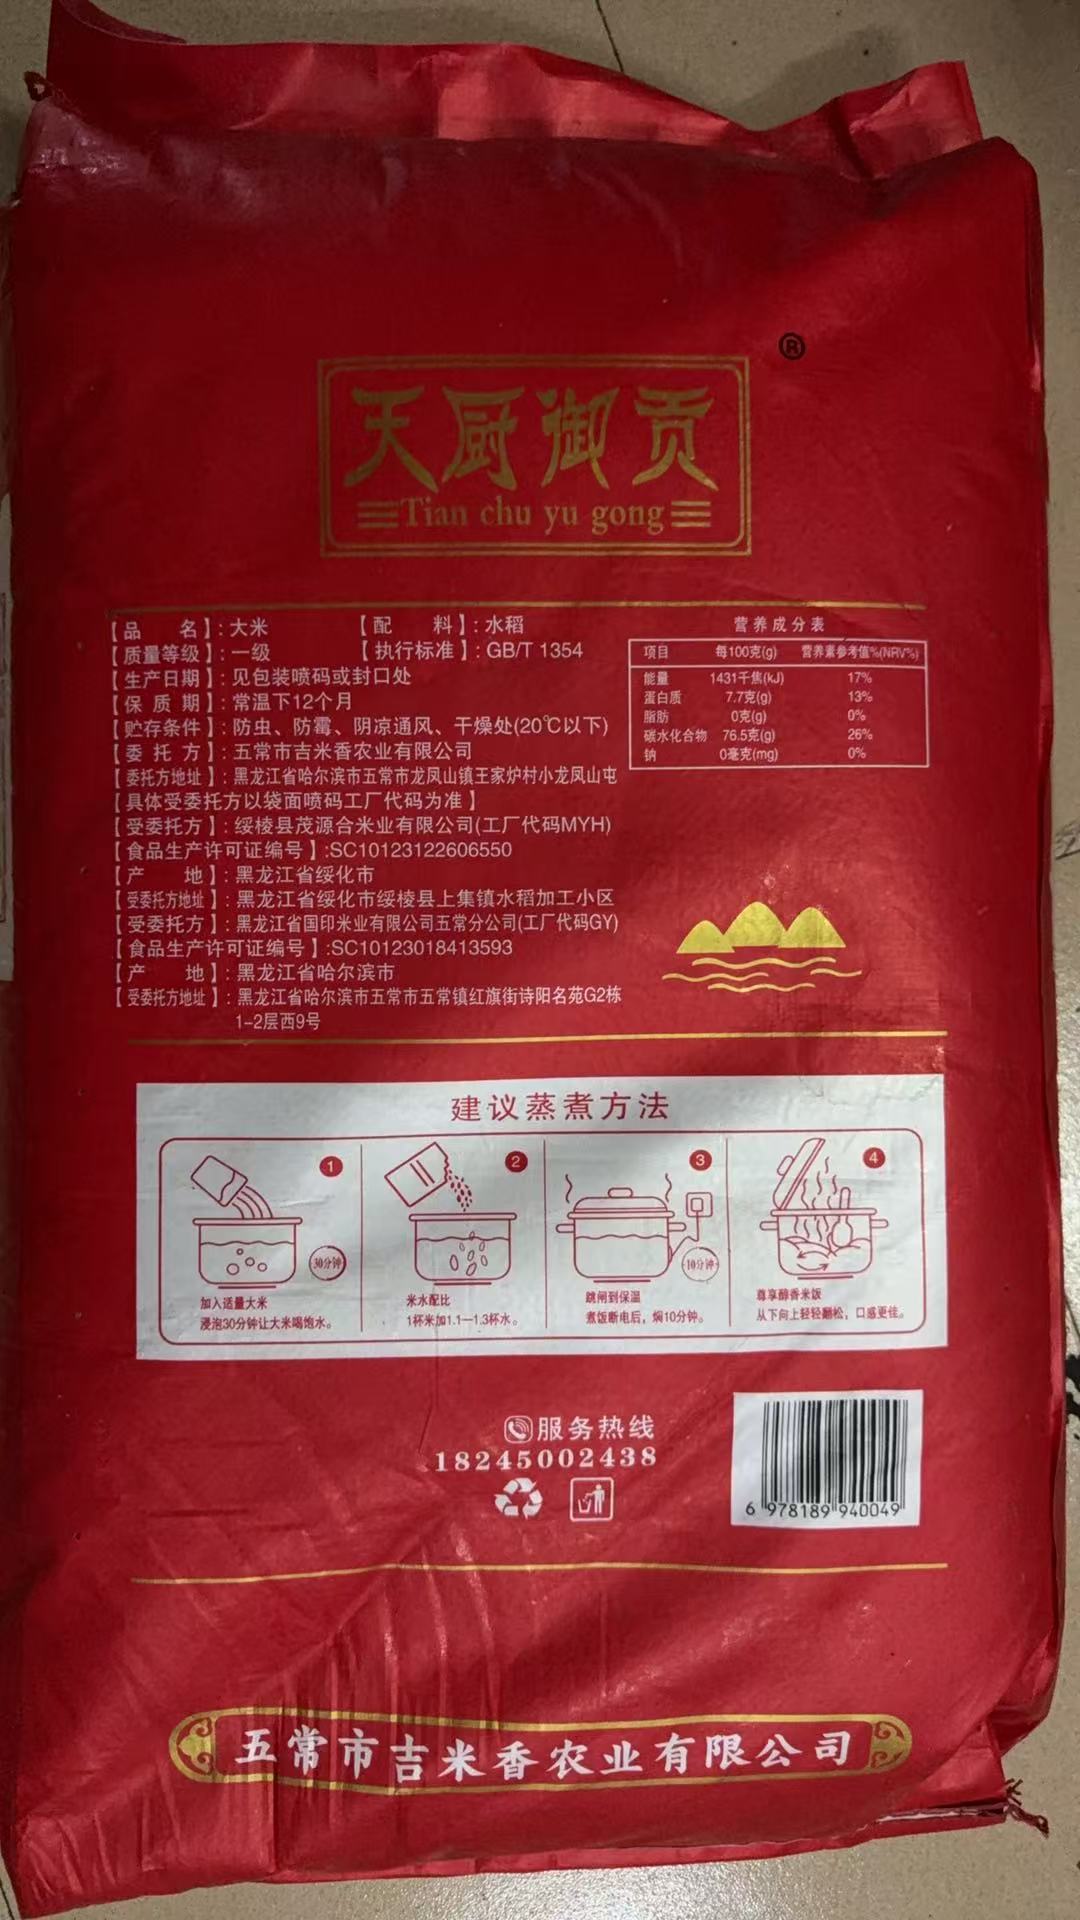 ®
天厨御贡
Tian chu yu gong
【品　　名】: 大米　【配　　料】: 水稻
【质量等级】: 一级　【执行标准】: GB/T 1354
【生产日期】: 见包装喷码或封口处
【保 质 期】: 常温下12个月
【贮存条件】: 防虫、防霉、阴凉通风、干燥处(20℃以下)
【委 托 方】: 五常市吉米香农业有限公司
【委托方地址】: 黑龙江省哈尔滨市五常市龙凤山镇王家炉村小龙凤山屯
【具体受委托方以袋面喷码工厂代码为准】
【受委托方】: 绥棱县茂源合米业有限公司(工厂代码MYH)
【食品生产许可证编号】:SC10123122606550
【产　　地】: 黑龙江省绥化市
【受委托方地址】: 黑龙江省绥化市绥棱县上集镇水稻加工小区
【受委托方】: 黑龙江省国印米业有限公司五常分公司(工厂代码GY)
【食品生产许可证编号】:SC10123018413593
【产　　地】: 黑龙江省哈尔滨市
【受委托方地址】: 黑龙江省哈尔滨市五常市五常镇红旗街诗阳名苑G2栋
1-2层西9号
营养成分表
项目　每100克(g)　营养素参考值%(NRV%)
能量　1431千焦(kJ)　17%
蛋白质　7.7克(g)　13%
脂肪　0克(g)　0%
碳水化合物　76.5克(g)　26%
钠　0毫克(mg)　0%
建议蒸煮方法
1
30分钟
加入适量大米
浸泡30分钟让大米喝饱水。
2
米水配比
1杯米加1.1—1.3杯水。
3
10分钟
跳闸到保温
煮饭断电后，焖10分钟。
4
尊享醇香米饭
从下向上轻轻翻松，口感更佳。
服务热线
18245002438
6 978189 940049
五常市吉米香农业有限公司